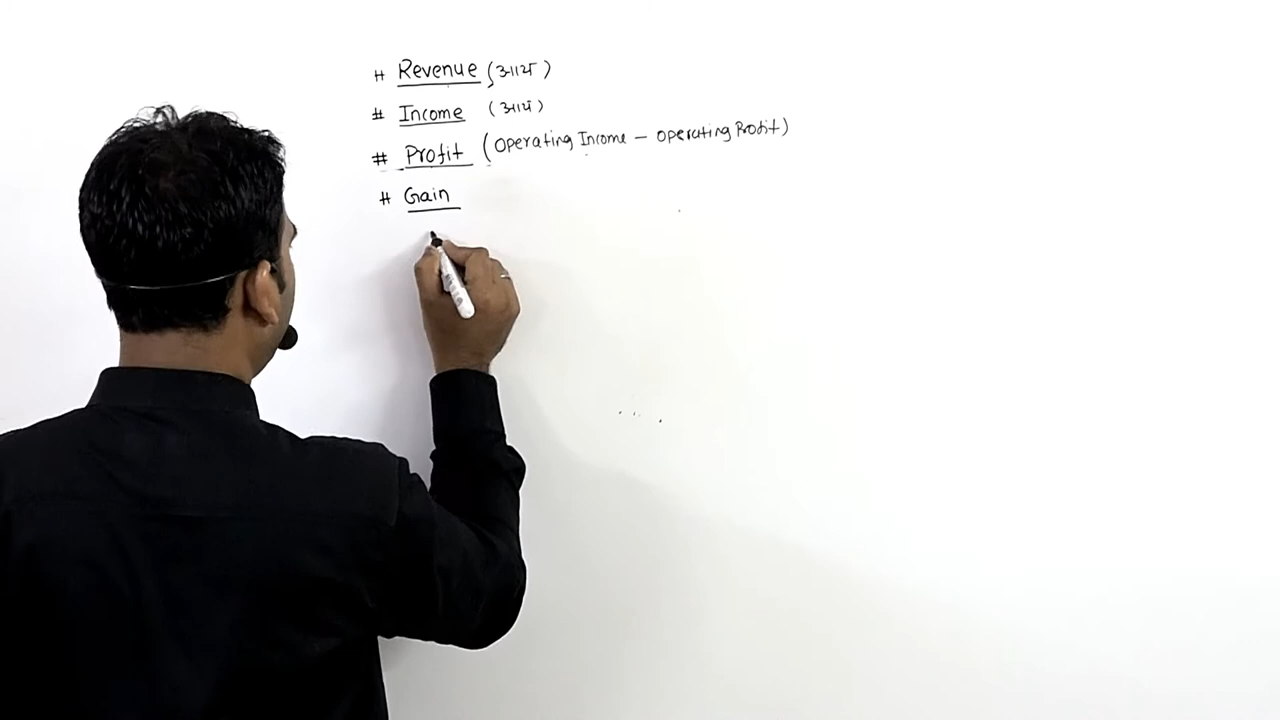 # Revenue (आय)
# Income (आय)
# Profit (Operating Income – Operating Profit)
# Gain